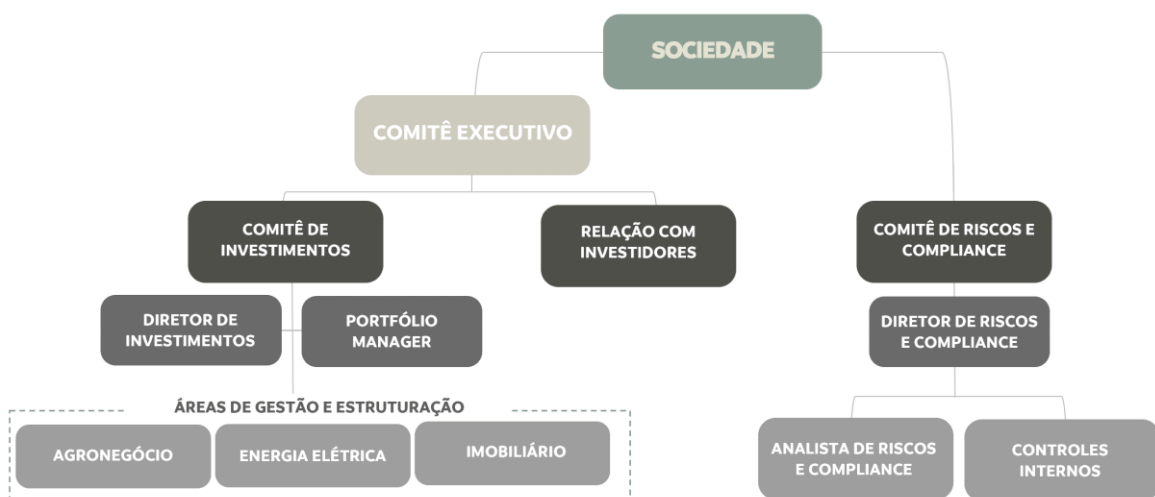 SOCIEDADE
COMITÊ EXECUTIVO
COMITÊ DE
INVESTIMENTOS
RELAÇÃO COM
INVESTIDORES
COMITÊ DE RISCOS E
COMPLIANCE
DIRETOR DE
INVESTIMENTOS
PORTFÓLIO
MANAGER
DIRETOR DE RISCOS
E COMPLIANCE
ÁREAS DE GESTÃO E ESTRUTURAÇÃO
AGRONEGÓCIO
ENERGIA ELÉTRICA
IMOBILIÁRIO
ANALISTA DE RISCOS
E COMPLIANCE
CONTROLES
INTERNOS